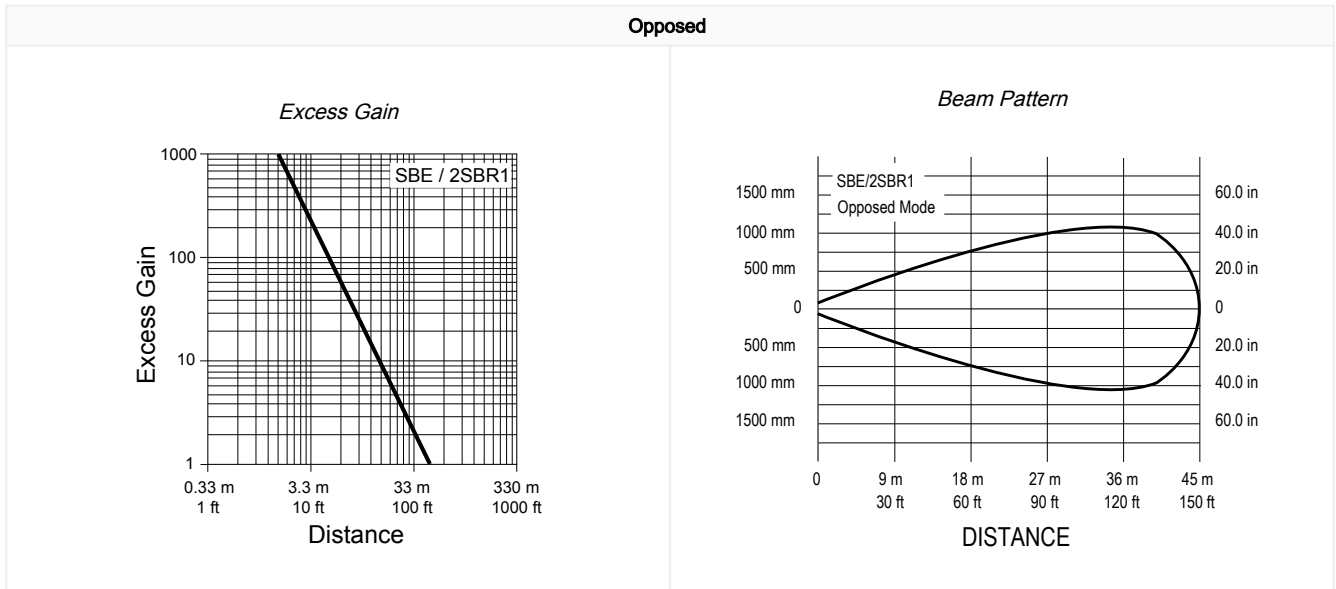 Opposed
Excess Gain
1000
100
10
1
Excess Gain
SBE / 2SBR1
0.33 m 3.3 m 33 m 330 m
1 ft 10 ft 100 ft 1000 ft
Distance
Beam Pattern
SBE/2SBR1
Opposed Mode
1500 mm
1000 mm
500 mm
0
500 mm
1000 mm
1500 mm
60.0 in
40.0 in
20.0 in
0
20.0 in
40.0 in
60.0 in
0 9 m 18 m 27 m 36 m 45 m
30 ft 60 ft 90 ft 120 ft 150 ft
DISTANCE